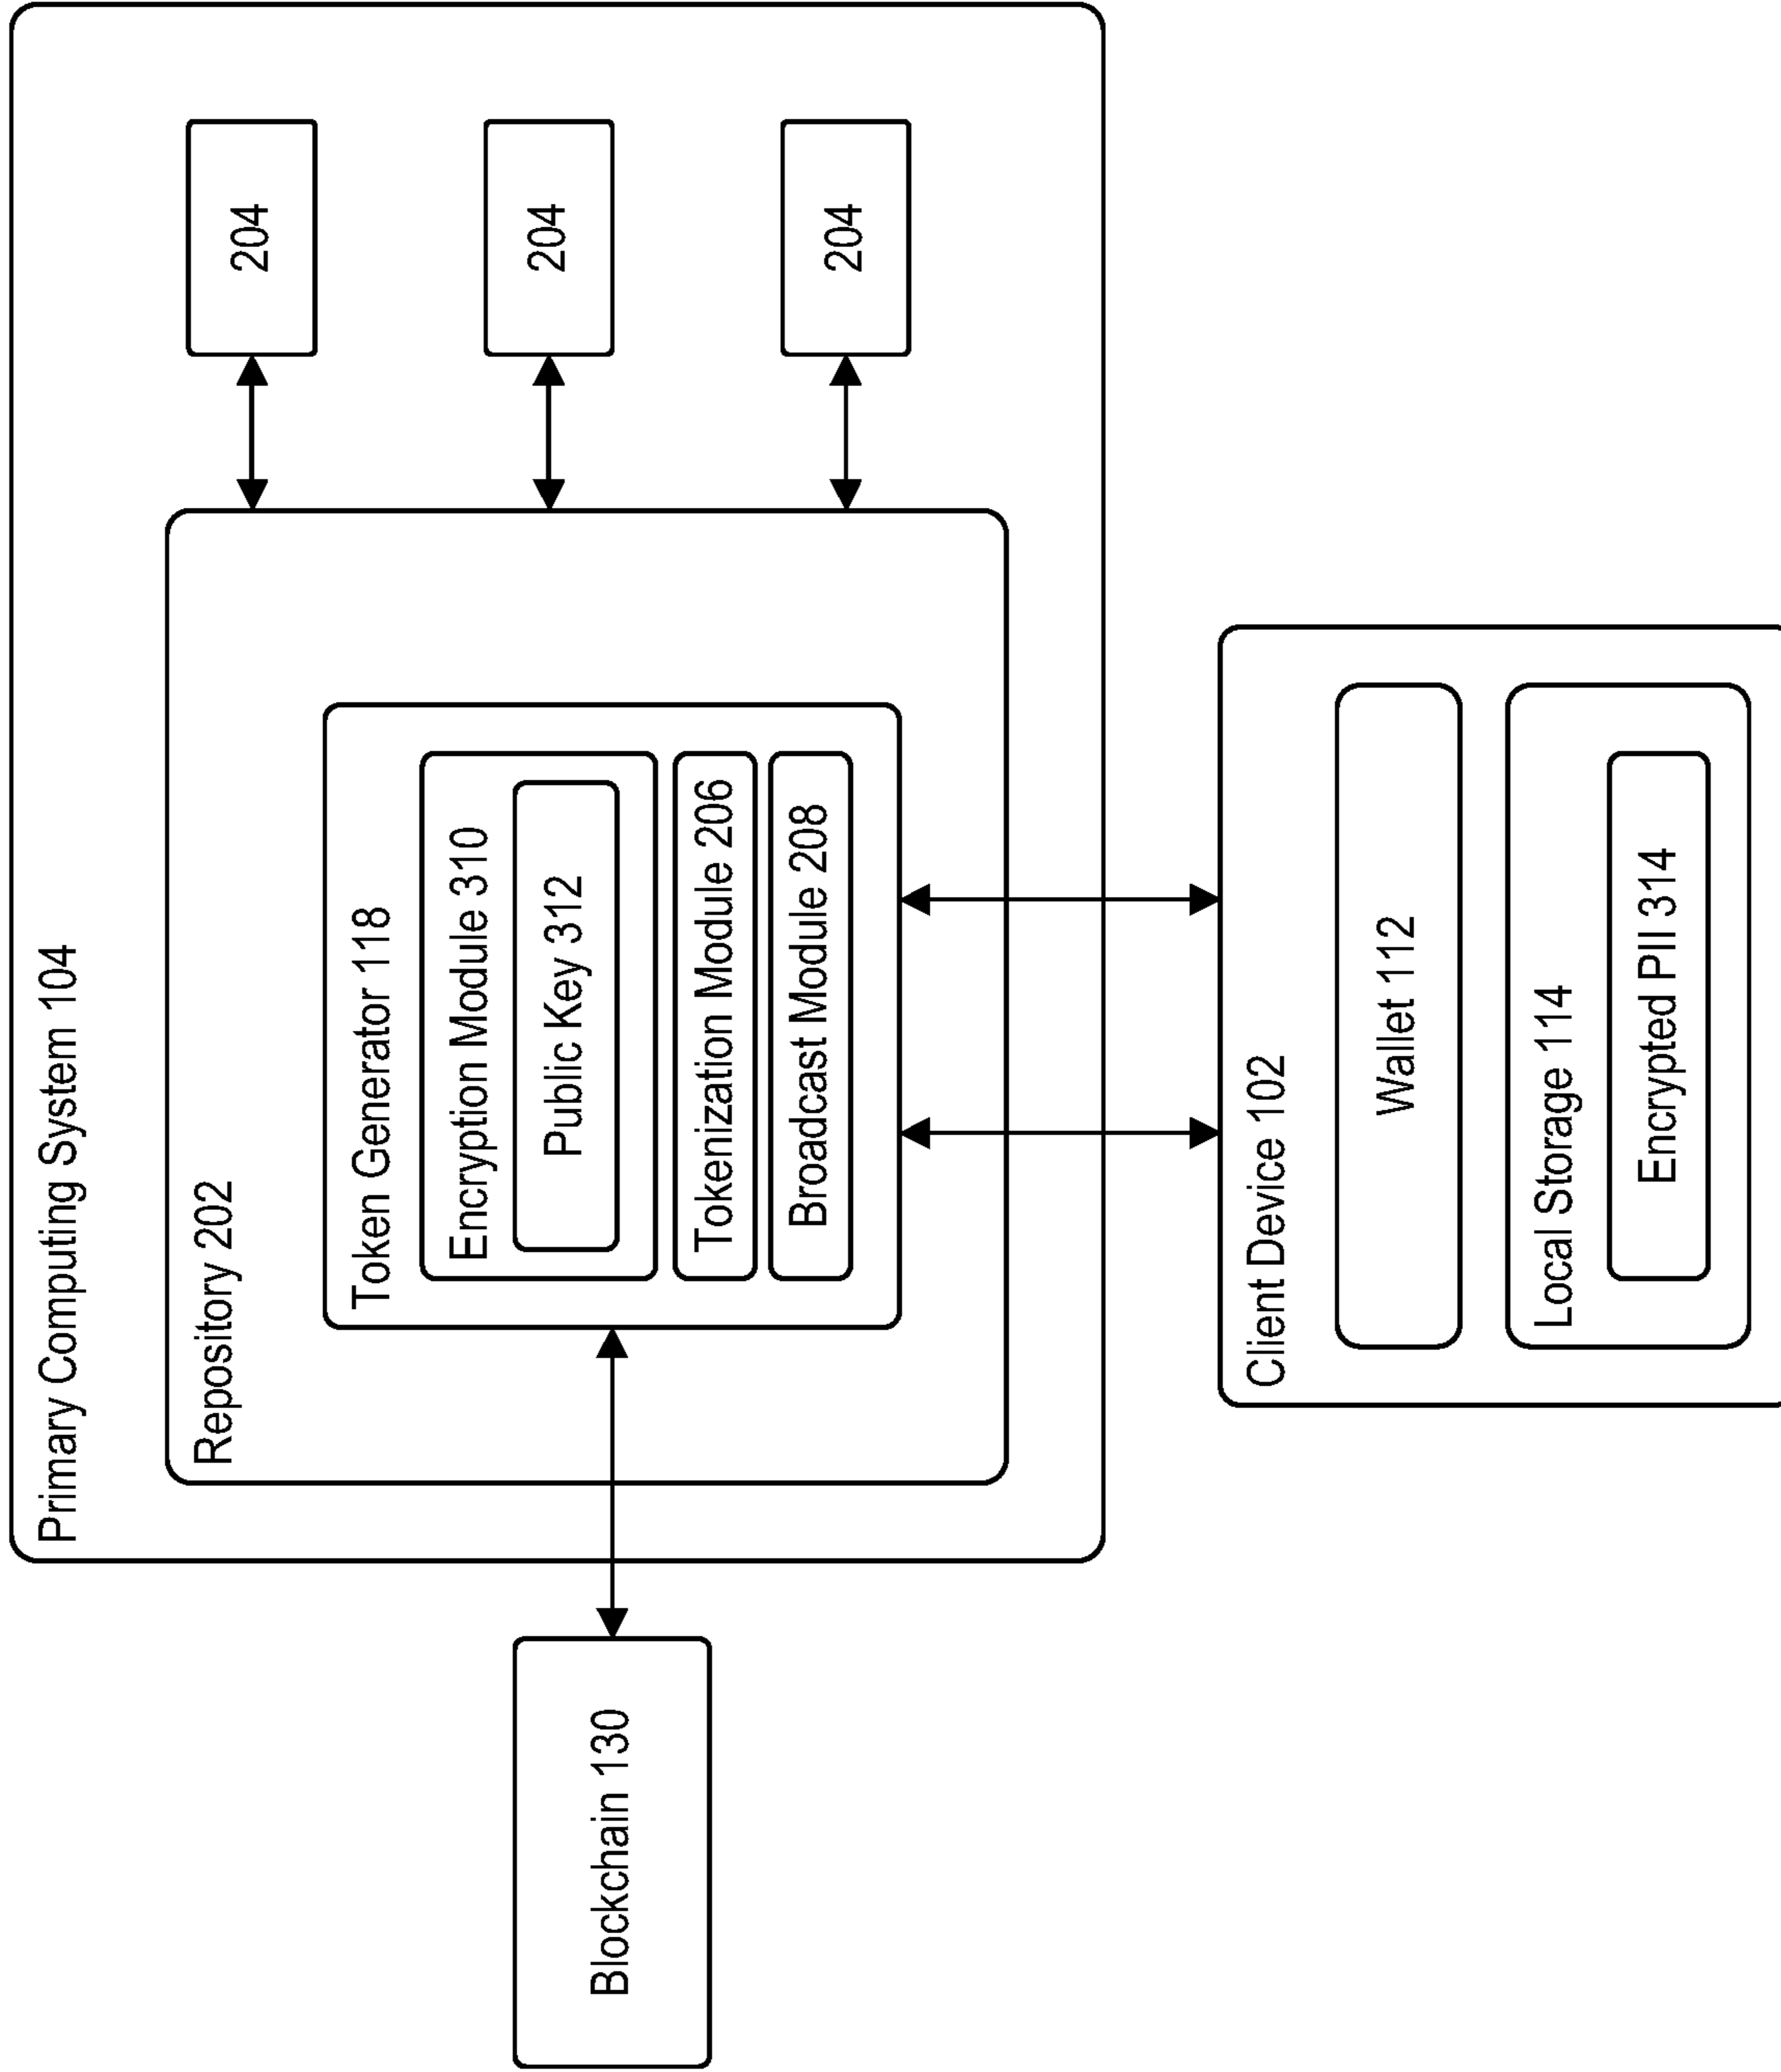 Primary Computing System 104
Repository 202
Token Generator 118
Encryption Module 310
Public Key 312
Tokenization Module 206
Broadcast Module 208
204
204
204
Blockchain 130
Client Device 102
Wallet 112
Local Storage 114
Encrypted PII 314